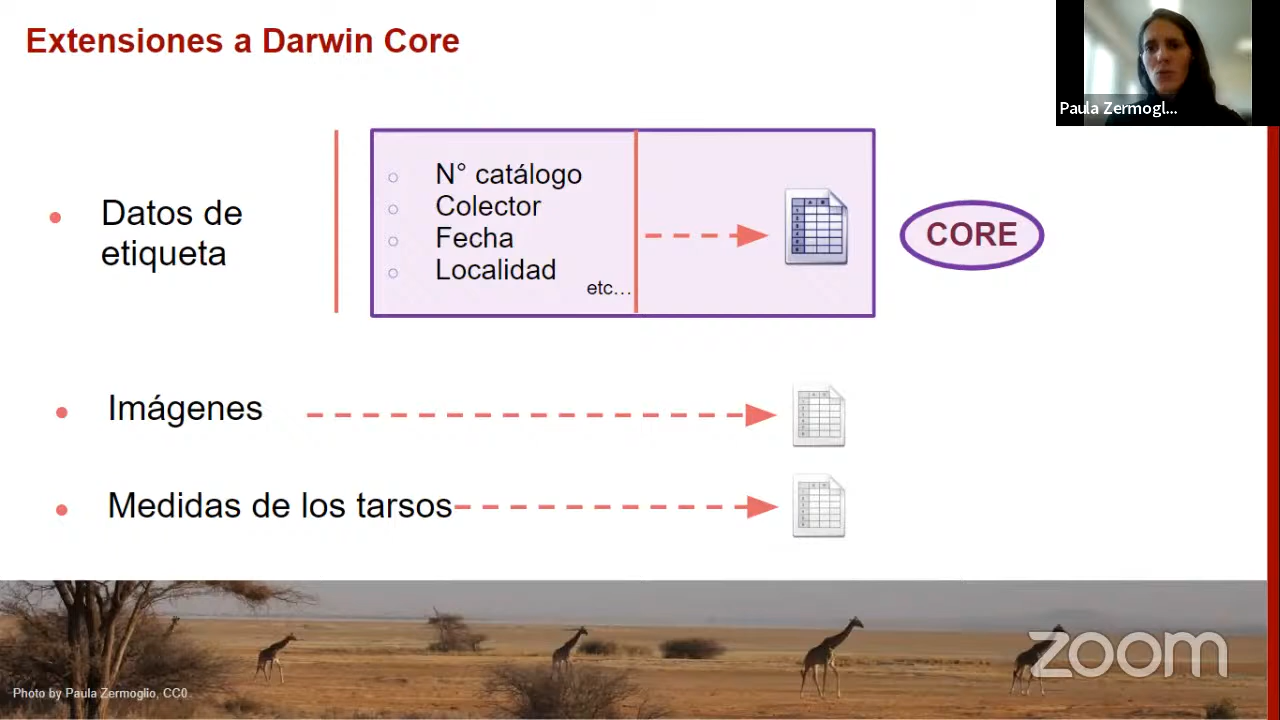 Extensiones a Darwin Core
Paula Zermogl...
Datos de
etiqueta
N° catálogo
Colector
Fecha
Localidad
etc...
CORE
Imágenes
Medidas de los tarsos
zoom
Photo by Paula Zermoglio, CC0